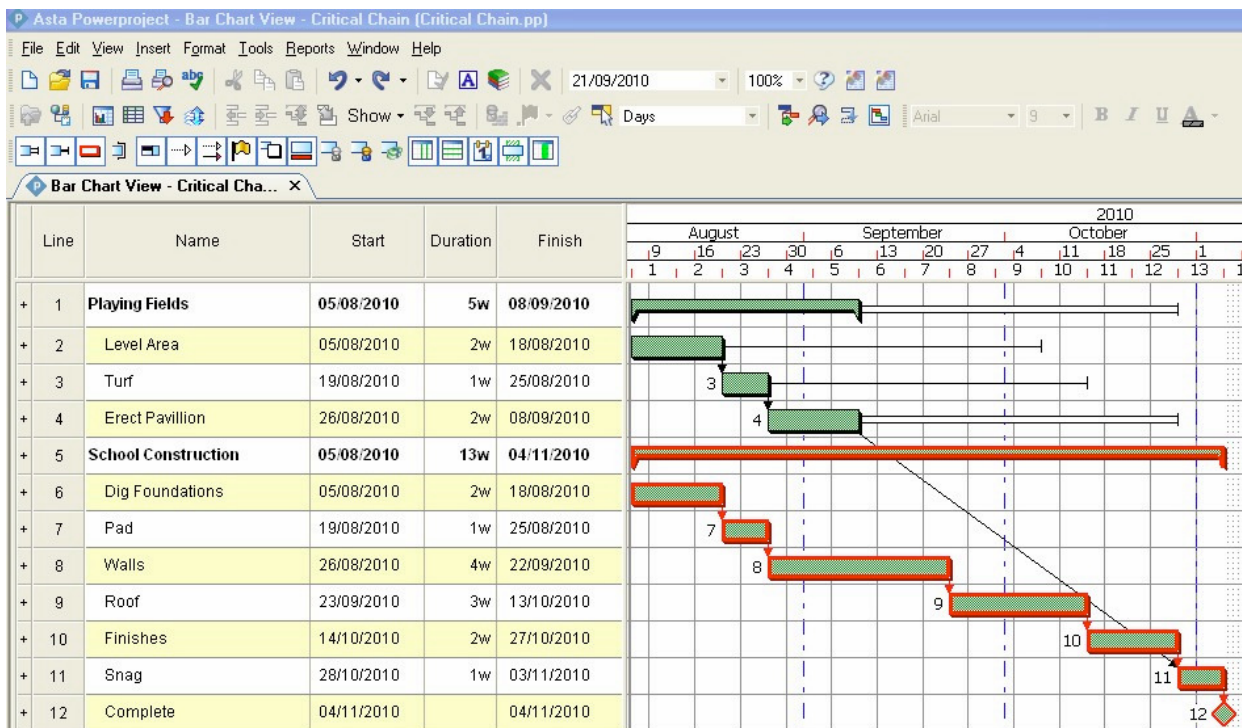 Asta Powerproject - Bar Chart View - Critical Chain (Critical Chain.pp)
File Edit View Insert Format Tools Reports Window Help
21/09/2010 100%
Show Days Arial 9 B I U A
Bar Chart View - Critical Cha... X
2010
August September October
Line Name Start Duration Finish
9 16 23 30 6 13 20 27 4 11 18 25 1
1 2 3 4 5 6 7 8 9 10 11 12 13 1
1 Playing Fields 05/08/2010 5w 08/09/2010
2 Level Area 05/08/2010 2w 18/08/2010
3 Turf 19/08/2010 1w 25/08/2010 3
4 Erect Pavillion 26/08/2010 2w 08/09/2010 4
5 School Construction 05/08/2010 13w 04/11/2010
6 Dig Foundations 05/08/2010 2w 18/08/2010
7 Pad 19/08/2010 1w 25/08/2010 7
8 Walls 26/08/2010 4w 22/09/2010 8
9 Roof 23/09/2010 3w 13/10/2010 9
10 Finishes 14/10/2010 2w 27/10/2010 10
11 Snag 28/10/2010 1w 03/11/2010 11
12 Complete 04/11/2010 04/11/2010 12